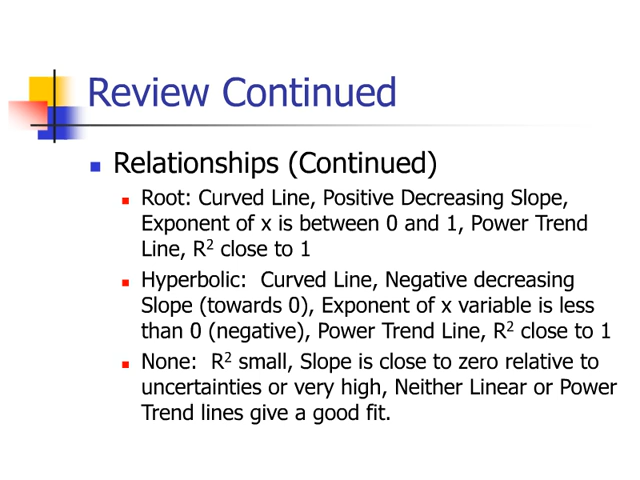 Review Continued
Relationships (Continued)
Root: Curved Line, Positive Decreasing Slope,
Exponent of x is between 0 and 1, Power Trend
Line, R² close to 1
Hyperbolic:  Curved Line, Negative decreasing
Slope (towards 0), Exponent of x variable is less
than 0 (negative), Power Trend Line, R² close to 1
None:  R² small, Slope is close to zero relative to
uncertainties or very high, Neither Linear or Power
Trend lines give a good fit.